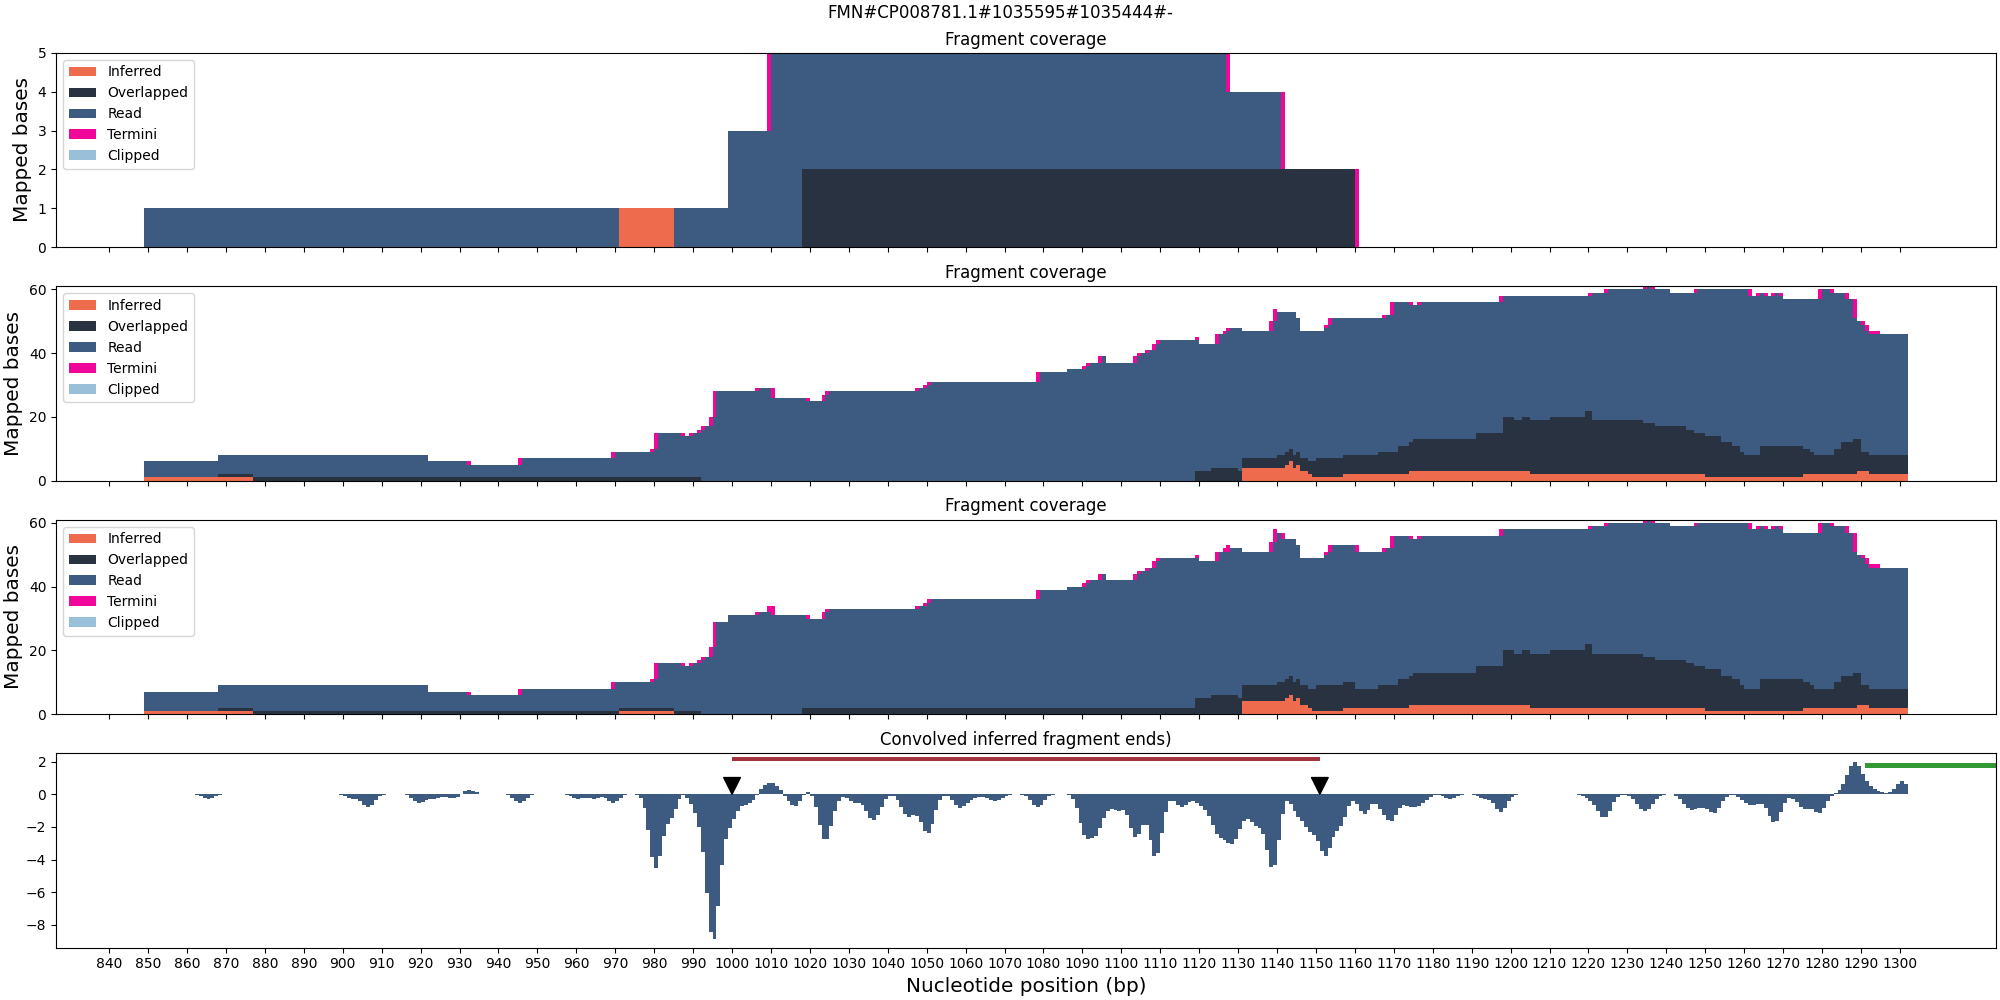 FMN#CP008781.1#1035595#1035444#-
Fragment coverage
Mapped bases
5
4
3
2
1
0
Inferred
Overlapped
Read
Termini
Clipped
Fragment coverage
Mapped bases
60
40
20
0
Inferred
Overlapped
Read
Termini
Clipped
Fragment coverage
Mapped bases
60
40
20
0
Inferred
Overlapped
Read
Termini
Clipped
Convolved inferred fragment ends)
2
0
−2
−4
−6
−8
840 850 860 870 880 890 900 910 920 930 940 950 960 970 980 990 1000 1010 1020 1030 1040 1050 1060 1070 1080 1090 1100 1110 1120 1130 1140 1150 1160 1170 1180 1190 1200 1210 1220 1230 1240 1250 1260 1270 1280 1290 1300
Nucleotide position (bp)